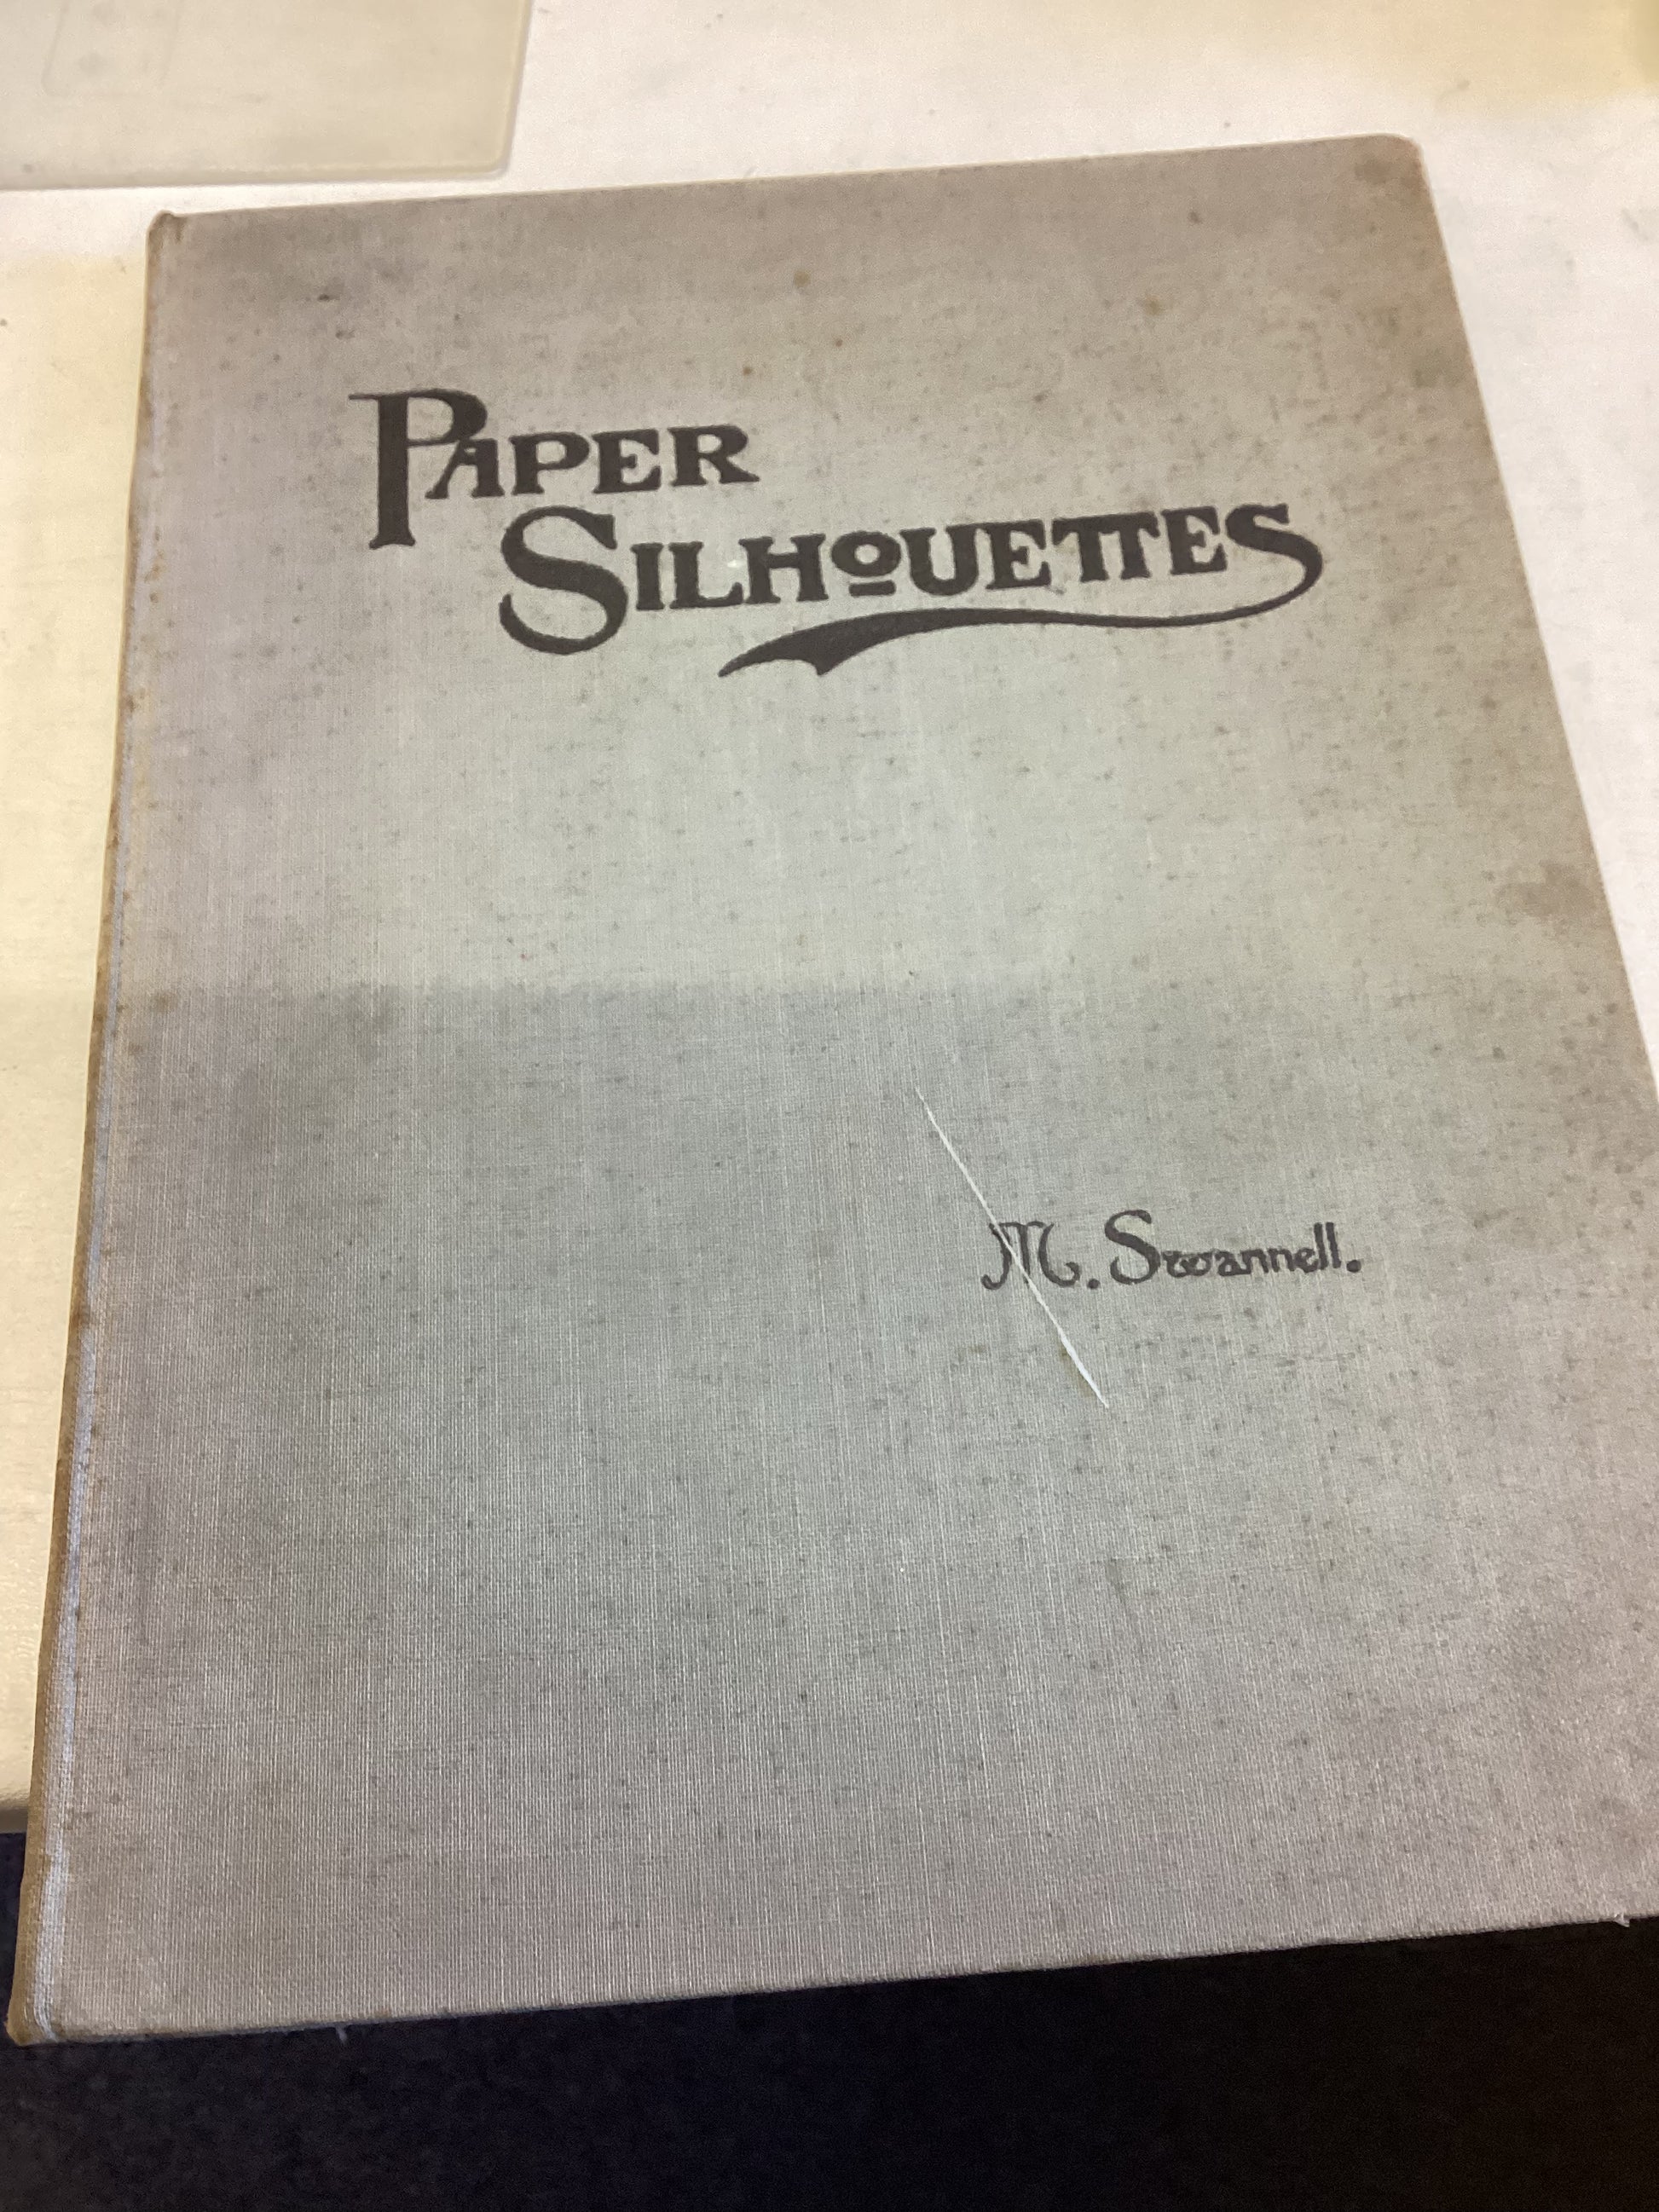 PAPER
SILHOUETTES
M. Swannell.